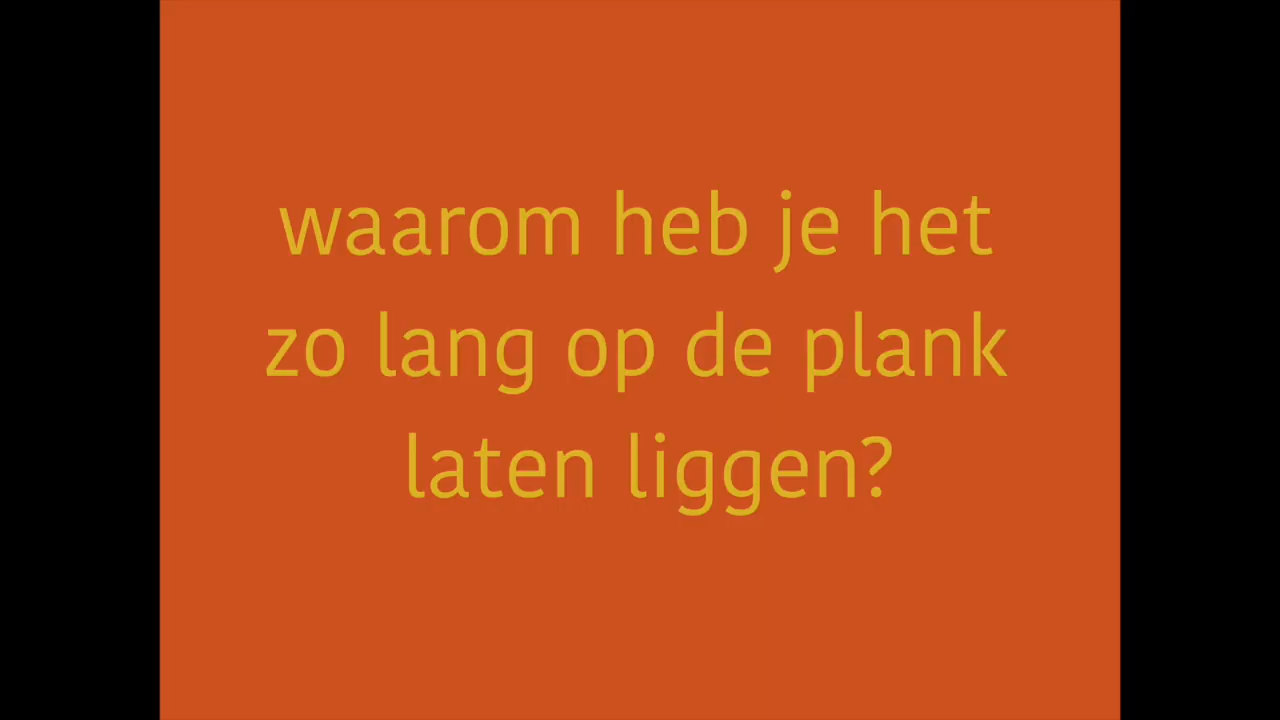 waarom heb je het
zo lang op de plank
laten liggen?